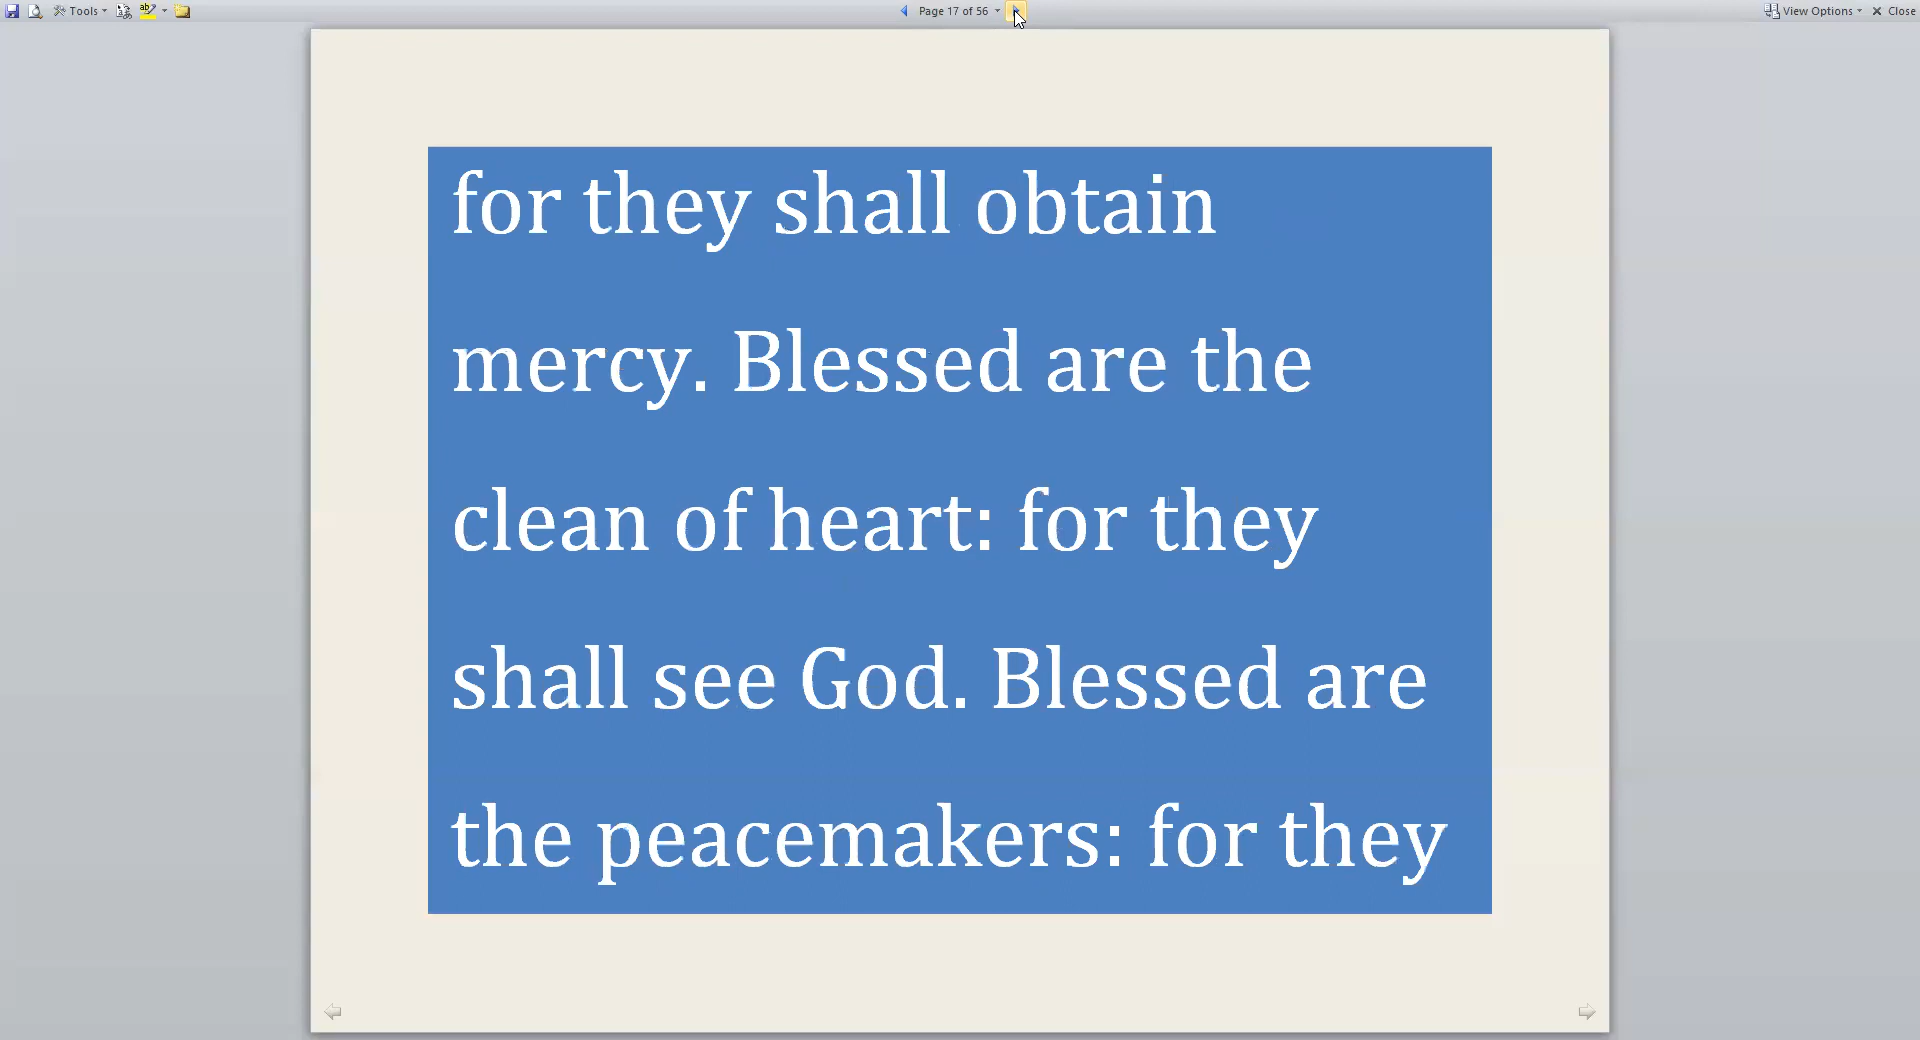 Tools
Page 17 of 56
View Options
Close
for they shall obtain
mercy. Blessed are the
clean of heart: for they
shall see God. Blessed are
the peacemakers: for they